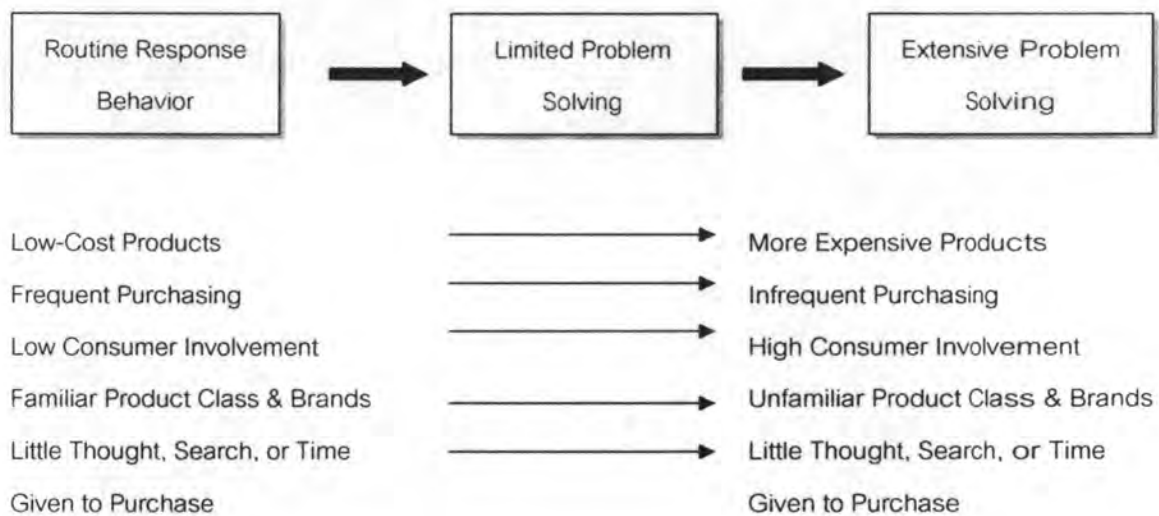 Routine Response
Behavior
Limited Problem
Solving
Extensive Problem
Solving
Low-Cost Products
More Expensive Products
Frequent Purchasing
Infrequent Purchasing
Low Consumer Involvement
High Consumer Involvement
Familiar Product Class & Brands
Unfamiliar Product Class & Brands
Little Thought, Search, or Time
Little Thought, Search, or Time
Given to Purchase
Given to Purchase